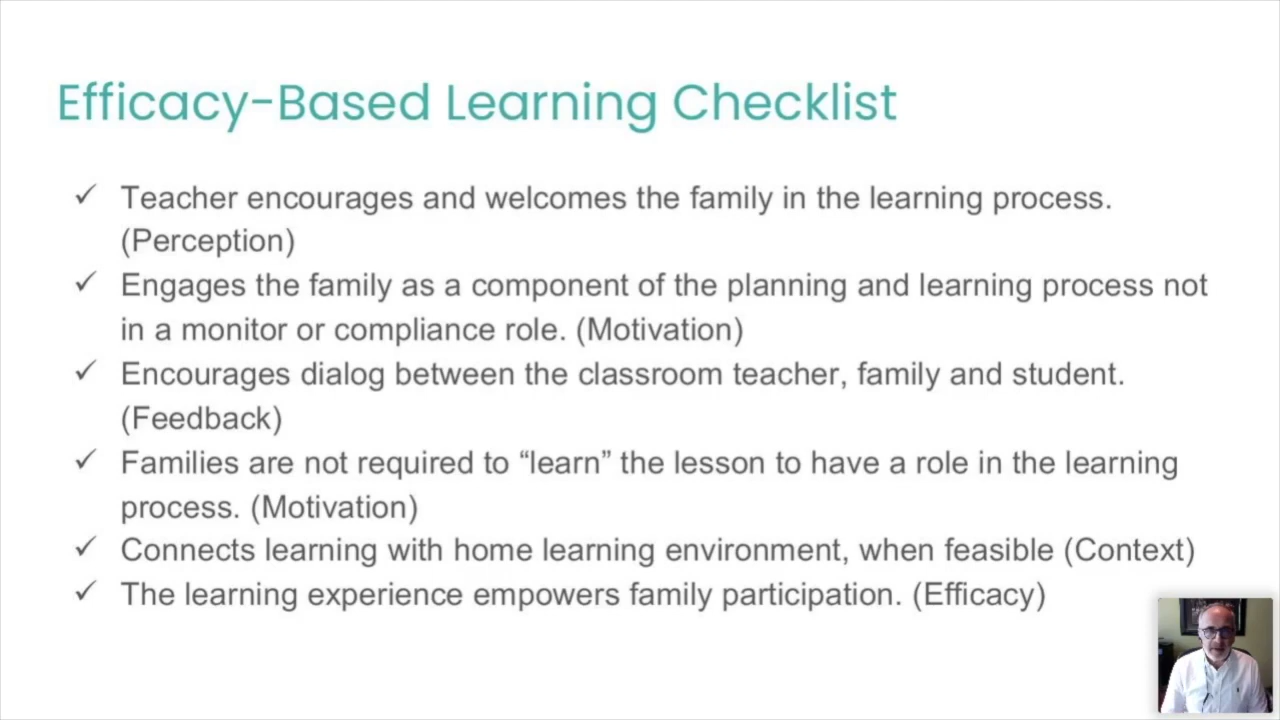 Efficacy-Based Learning Checklist
✓ Teacher encourages and welcomes the family in the learning process.
(Perception)
✓ Engages the family as a component of the planning and learning process not
in a monitor or compliance role. (Motivation)
✓ Encourages dialog between the classroom teacher, family and student.
(Feedback)
✓ Families are not required to “learn” the lesson to have a role in the learning
process. (Motivation)
✓ Connects learning with home learning environment, when feasible (Context)
✓ The learning experience empowers family participation. (Efficacy)